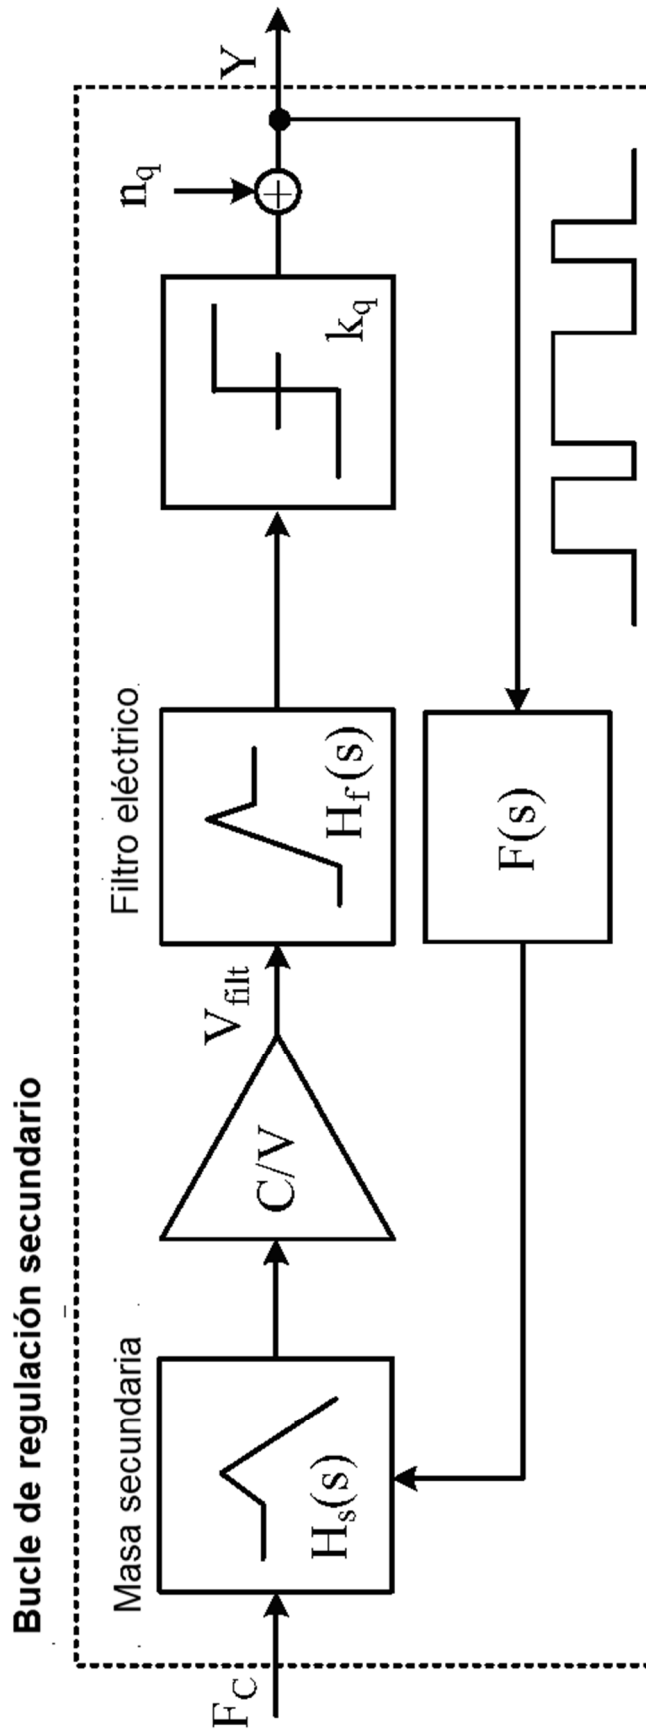 Bucle de regulación secundario
Masa secundaria
Filtro eléctrico
F_C
H_s(s)
C/V
V_filt
H_f(s)
k_q
n_q
Y
F(s)